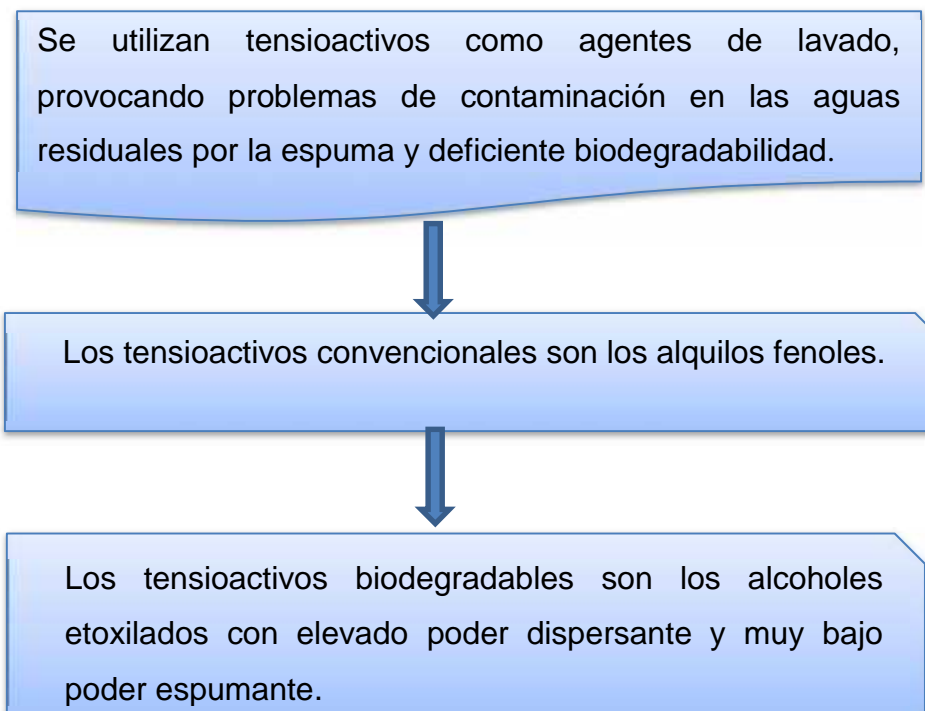 Se utilizan tensioactivos como agentes de lavado,
provocando problemas de contaminación en las aguas
residuales por la espuma y deficiente biodegradabilidad.
Los tensioactivos convencionales son los alquilos fenoles.
Los tensioactivos biodegradables son los alcoholes
etoxilados con elevado poder dispersante y muy bajo
poder espumante.